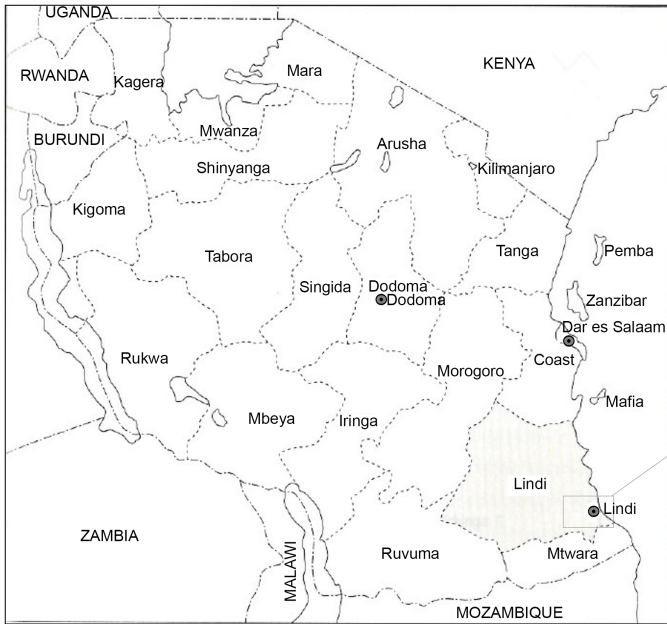 UGANDA
RWANDA
Kagera
Mara
KENYA
BURUNDI
Mwanza
Arusha
Shinyanga
Kilimanjaro
Kigoma
Tabora
Tanga
Pemba
Singida
Dodoma
Dodoma
Zanzibar
Dar es Salaam
Rukwa
Coast
Morogoro
Mafia
Mbeya
Iringa
Lindi
Lindi
ZAMBIA
MALAWI
Ruvuma
Mtwara
MOZAMBIQUE